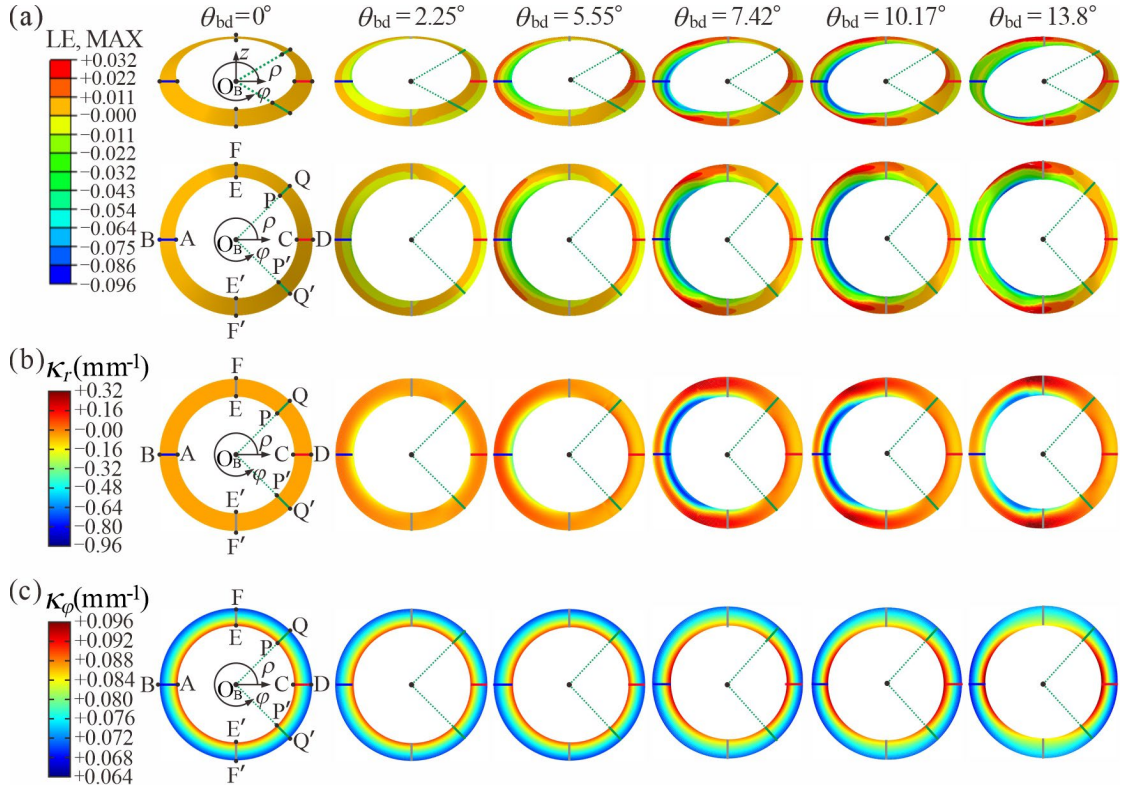 (a)
θbd=0°
θbd=2.25°
θbd=5.55°
θbd=7.42°
θbd=10.17°
θbd=13.8°
LE, MAX
+0.032
+0.022
+0.011
−0.000
−0.011
−0.022
−0.032
−0.043
−0.054
−0.064
−0.075
−0.086
−0.096
z
ρ
OB
φ
F
Q
E
P
ρ
B
A
OB
C
D
φ
P′
E′
Q′
F′
(b)
κr(mm⁻¹)
+0.32
+0.16
−0.00
−0.16
−0.32
−0.48
−0.64
−0.80
−0.96
F
Q
E
P
ρ
B
A
OB
C
D
φ
P′
E′
Q′
F′
(c)
κφ(mm⁻¹)
+0.096
+0.092
+0.088
+0.084
+0.080
+0.076
+0.072
+0.068
+0.064
F
Q
E
P
ρ
B
A
OB
C
D
φ
P′
E′
Q′
F′